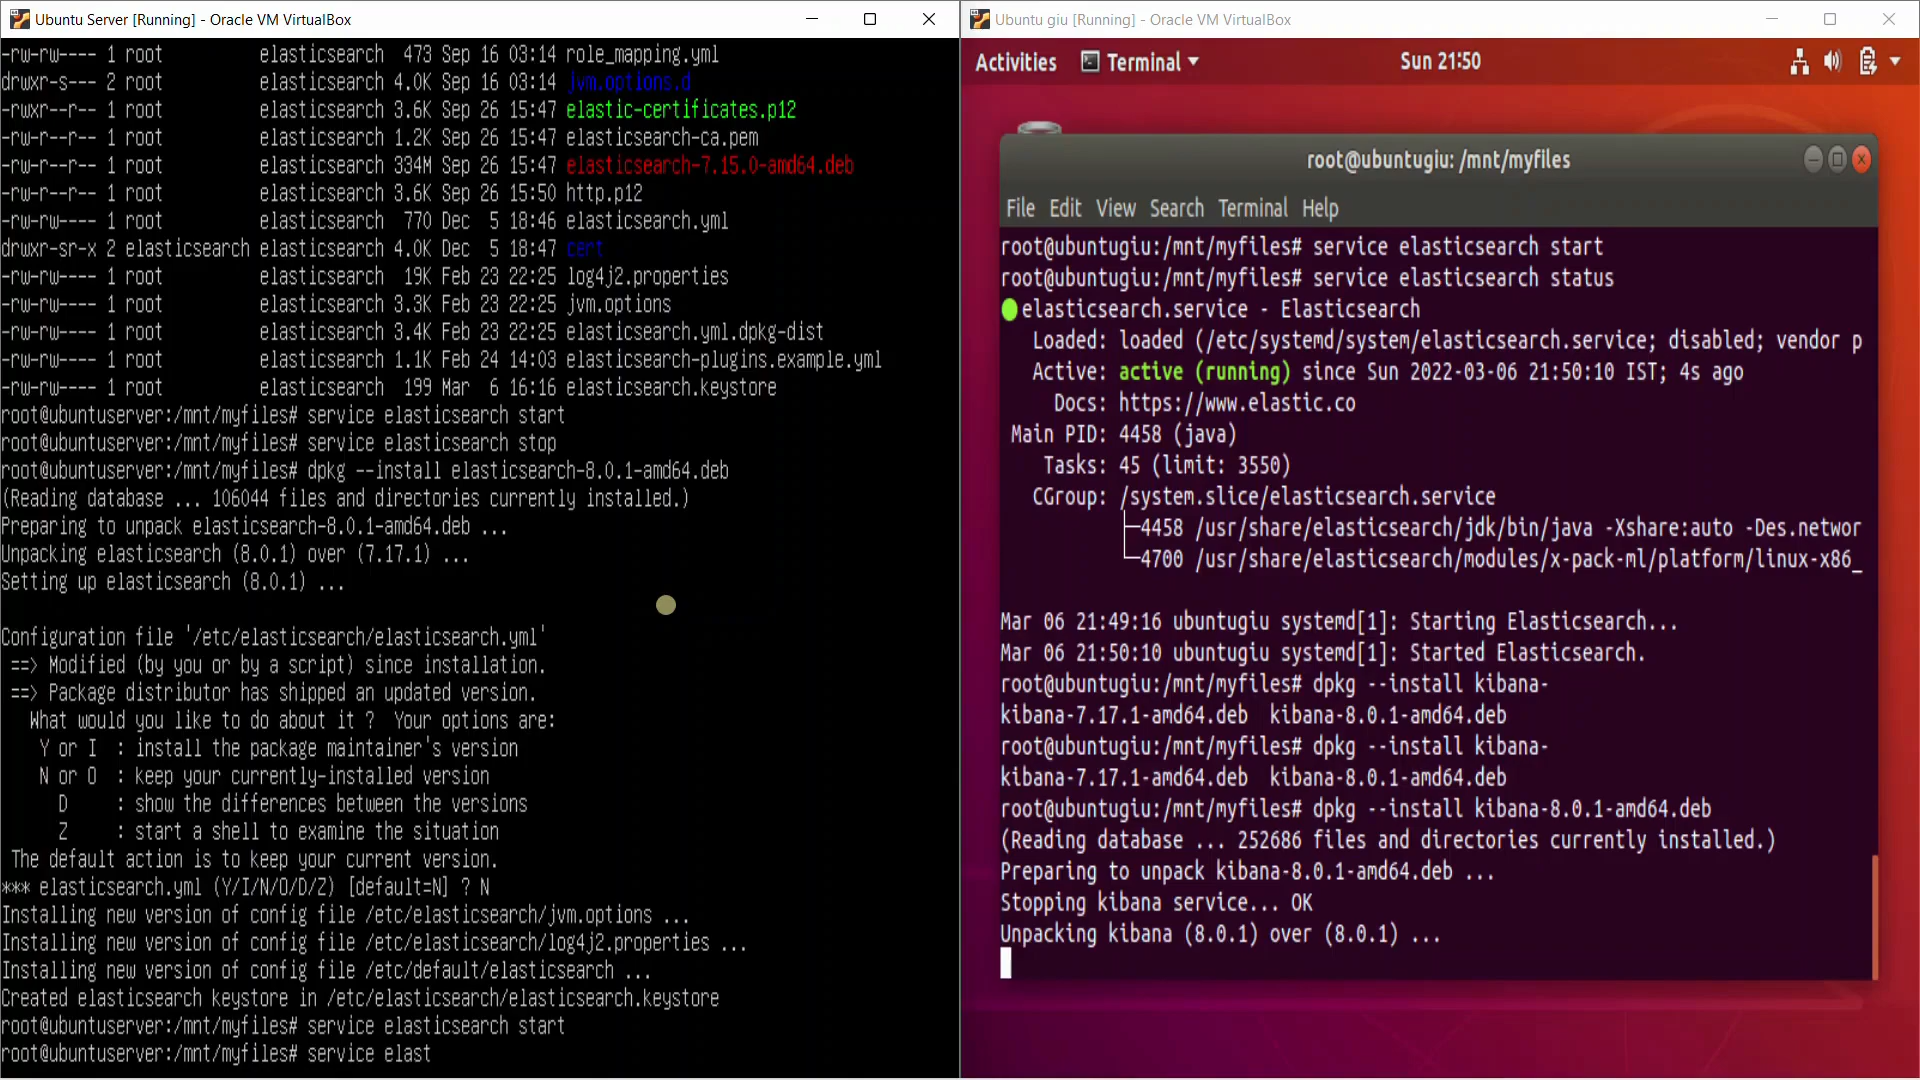 Ubuntu Server [Running] - Oracle VM VirtualBox
-rw-rw---- 1 root elasticsearch 473 Sep 16 03:14 role_mapping.yml
drwxr-s--- 2 root elasticsearch 4.0K Sep 16 03:14 jvm.options.d
-rwxr--r-- 1 root elasticsearch 3.6K Sep 26 15:47 elastic-certificates.p12
-rw-r--r-- 1 root elasticsearch 1.2K Sep 26 15:47 elasticsearch-ca.pem
-rw-r--r-- 1 root elasticsearch 334M Sep 26 15:47 elasticsearch-7.15.0-amd64.deb
-rw-r--r-- 1 root elasticsearch 3.6K Sep 26 15:50 http.p12
-rw-rw---- 1 root elasticsearch 770 Dec 5 18:46 elasticsearch.yml
drwxr-sr-x 2 elasticsearch elasticsearch 4.0K Dec 5 18:47 cert
-rw-rw---- 1 root elasticsearch 19K Feb 23 22:25 log4j2.properties
-rw-rw---- 1 root elasticsearch 3.3K Feb 23 22:25 jvm.options
-rw-rw---- 1 root elasticsearch 3.4K Feb 23 22:25 elasticsearch.yml.dpkg-dist
-rw-rw---- 1 root elasticsearch 1.1K Feb 24 14:03 elasticsearch-plugins.example.yml
-rw-rw---- 1 root elasticsearch 199 Mar 6 16:16 elasticsearch.keystore
root@ubuntuserver:/mnt/myfiles# service elasticsearch start
root@ubuntuserver:/mnt/myfiles# service elasticsearch stop
root@ubuntuserver:/mnt/myfiles# dpkg --install elasticsearch-8.0.1-amd64.deb
(Reading database ... 106044 files and directories currently installed.)
Preparing to unpack elasticsearch-8.0.1-amd64.deb ...
Unpacking elasticsearch (8.0.1) over (7.17.1) ...
Setting up elasticsearch (8.0.1) ...
Configuration file '/etc/elasticsearch/elasticsearch.yml'
==> Modified (by you or by a script) since installation.
==> Package distributor has shipped an updated version.
What would you like to do about it ? Your options are:
Y or I : install the package maintainer's version
N or O : keep your currently-installed version
D : show the differences between the versions
Z : start a shell to examine the situation
The default action is to keep your current version.
*** elasticsearch.yml (Y/I/N/O/D/Z) [default=N] ? N
Installing new version of config file /etc/elasticsearch/jvm.options ...
Installing new version of config file /etc/elasticsearch/log4j2.properties ...
Installing new version of config file /etc/default/elasticsearch ...
Created elasticsearch keystore in /etc/elasticsearch/elasticsearch.keystore
root@ubuntuserver:/mnt/myfiles# service elasticsearch start
root@ubuntuserver:/mnt/myfiles# service elast
Ubuntu giu [Running] - Oracle VM VirtualBox
Activities Terminal Sun 21:50
root@ubuntugiu: /mnt/myfiles
File Edit View Search Terminal Help
root@ubuntugiu:/mnt/myfiles# service elasticsearch start
root@ubuntugiu:/mnt/myfiles# service elasticsearch status
elasticsearch.service - Elasticsearch
Loaded: loaded (/etc/systemd/system/elasticsearch.service; disabled; vendor p
Active: active (running) since Sun 2022-03-06 21:50:10 IST; 4s ago
Docs: https://www.elastic.co
Main PID: 4458 (java)
Tasks: 45 (limit: 3550)
CGroup: /system.slice/elasticsearch.service
├─4458 /usr/share/elasticsearch/jdk/bin/java -Xshare:auto -Des.networ
└─4700 /usr/share/elasticsearch/modules/x-pack-ml/platform/linux-x86_
Mar 06 21:49:16 ubuntugiu systemd[1]: Starting Elasticsearch...
Mar 06 21:50:10 ubuntugiu systemd[1]: Started Elasticsearch.
root@ubuntugiu:/mnt/myfiles# dpkg --install kibana-
kibana-7.17.1-amd64.deb kibana-8.0.1-amd64.deb
root@ubuntugiu:/mnt/myfiles# dpkg --install kibana-
kibana-7.17.1-amd64.deb kibana-8.0.1-amd64.deb
root@ubuntugiu:/mnt/myfiles# dpkg --install kibana-8.0.1-amd64.deb
(Reading database ... 252686 files and directories currently installed.)
Preparing to unpack kibana-8.0.1-amd64.deb ...
Stopping kibana service... OK
Unpacking kibana (8.0.1) over (8.0.1) ...